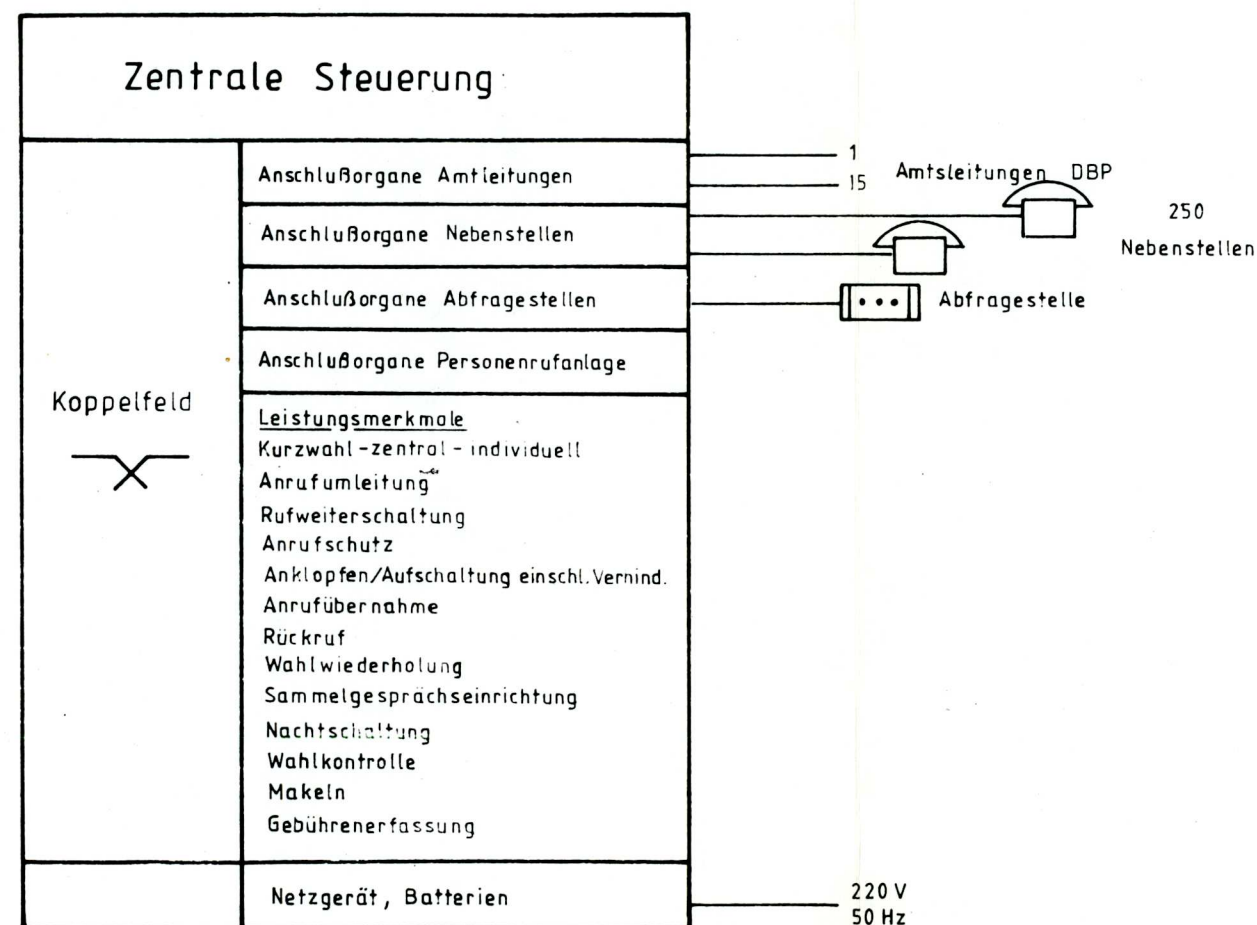 Zentrale Steuerung
Anschlußorgane Amtleitungen
1
15
Amtsleitungen DBP
Anschlußorgane Nebenstellen
250
Nebenstellen
Anschlußorgane Abfragestellen
Abfragestelle
Anschlußorgane Personenrufanlage
Koppelfeld
Leistungsmerkmale
Kurzwahl - zentral - individuell
Anrufumleitung
Rufweiterschaltung
Anrufschutz
Anklopfen/Aufschaltung einschl. Vernind.
Anrufübernahme
Rückruf
Wahlwiederholung
Sammelgesprächseinrichtung
Nachtschaltung
Wahlkontrolle
Makeln
Gebührenerfassung
Netzgerät, Batterien
220 V
50 Hz